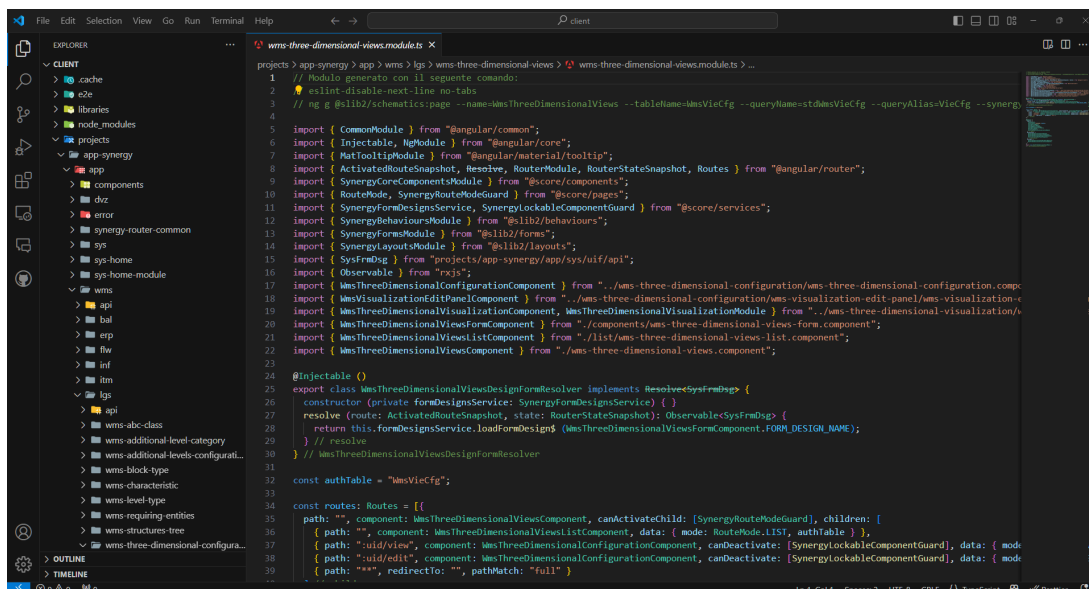 File Edit Selection View Go Run Terminal Help
client
EXPLORER
wms-three-dimensional-views.module.ts
CLIENT
.cache
e2e
libraries
node_modules
projects
app-synergy
app
components
dvz
error
synergy-router-common
sys
sys-home
sys-home-module
wms
api
bal
erp
flw
inf
itm
lgs
api
wms-abc-class
wms-additional-level-category
wms-additional-levels-configurati...
wms-block-type
wms-characteristic
wms-level-type
wms-requiring-entities
wms-structures-tree
wms-three-dimensional-configura...
OUTLINE
TIMELINE
projects > app-synergy > app > wms > lgs > wms-three-dimensional-views > wms-three-dimensional-views.module.ts > ...
1 // Modulo generato con il seguente comando:
2 // eslint-disable-next-line no-tabs
3 // ng g @slib2/schematics:page --name=WmsThreeDimensionalViews --tableName=WmsVieCfg --queryName=stdWmsVieCfg --queryAlias=VieCfg --synergy
4
5 import { CommonModule } from "@angular/common";
6 import { Injectable, NgModule } from "@angular/core";
7 import { MatTooltipModule } from "@angular/material/tooltip";
8 import { ActivatedRouteSnapshot, Resolve, RouterModule, RouterStateSnapshot, Routes } from "@angular/router";
9 import { SynergyCoreComponentsModule } from "@score/components";
10 import { RouteMode, SynergyRouteModeGuard } from "@score/pages";
11 import { SynergyFormDesignsService, SynergyLockableComponentGuard } from "@score/services";
12 import { SynergyBehavioursModule } from "@slib2/behaviours";
13 import { SynergyFormsModule } from "@slib2/forms";
14 import { SynergyLayoutsModule } from "@slib2/layouts";
15 import { SysFrmDsg } from "projects/app-synergy/app/sys/uif/api";
16 import { Observable } from "rxjs";
17 import { WmsThreeDimensionalConfigurationComponent } from "../wms-three-dimensional-configuration/wms-three-dimensional-configuration.compo
18 import { WmsVisualizationEditPanelComponent } from "../wms-three-dimensional-configuration/wms-visualization-edit-panel/wms-visualization-e
19 import { WmsThreeDimensionalVisualizationComponent, WmsThreeDimensionalVisualizationModule } from "../wms-three-dimensional-visualization/w
20 import { WmsThreeDimensionalViewsFormComponent } from "./components/wms-three-dimensional-views-form.component";
21 import { WmsThreeDimensionalViewsListComponent } from "./list/wms-three-dimensional-views-list.component";
22 import { WmsThreeDimensionalViewsComponent } from "./wms-three-dimensional-views.component";
23
24 @Injectable ()
25 export class WmsThreeDimensionalViewsDesignFormResolver implements Resolve<SysFrmDsg> {
26 constructor (private formDesignsService: SynergyFormDesignsService) { }
27 resolve (route: ActivatedRouteSnapshot, state: RouterStateSnapshot): Observable<SysFrmDsg> {
28 return this.formDesignsService.loadFormDesign$ (WmsThreeDimensionalViewsFormComponent.FORM_DESIGN_NAME);
29 } // resolve
30 } // WmsThreeDimensionalViewsDesignFormResolver
31
32 const authTable = "WmsVieCfg";
33
34 const routes: Routes = [{
35 path: "", component: WmsThreeDimensionalViewsComponent, canActivateChild: [SynergyRouteModeGuard], children: [
36 { path: "", component: WmsThreeDimensionalViewsListComponent, data: { mode: RouteMode.LIST, authTable } },
37 { path: ":uid/view", component: WmsThreeDimensionalConfigurationComponent, canDeactivate: [SynergyLockableComponentGuard], data: { mode
38 { path: ":uid/edit", component: WmsThreeDimensionalConfigurationComponent, canDeactivate: [SynergyLockableComponentGuard], data: { mode
39 { path: "**", redirectTo: "", pathMatch: "full" }